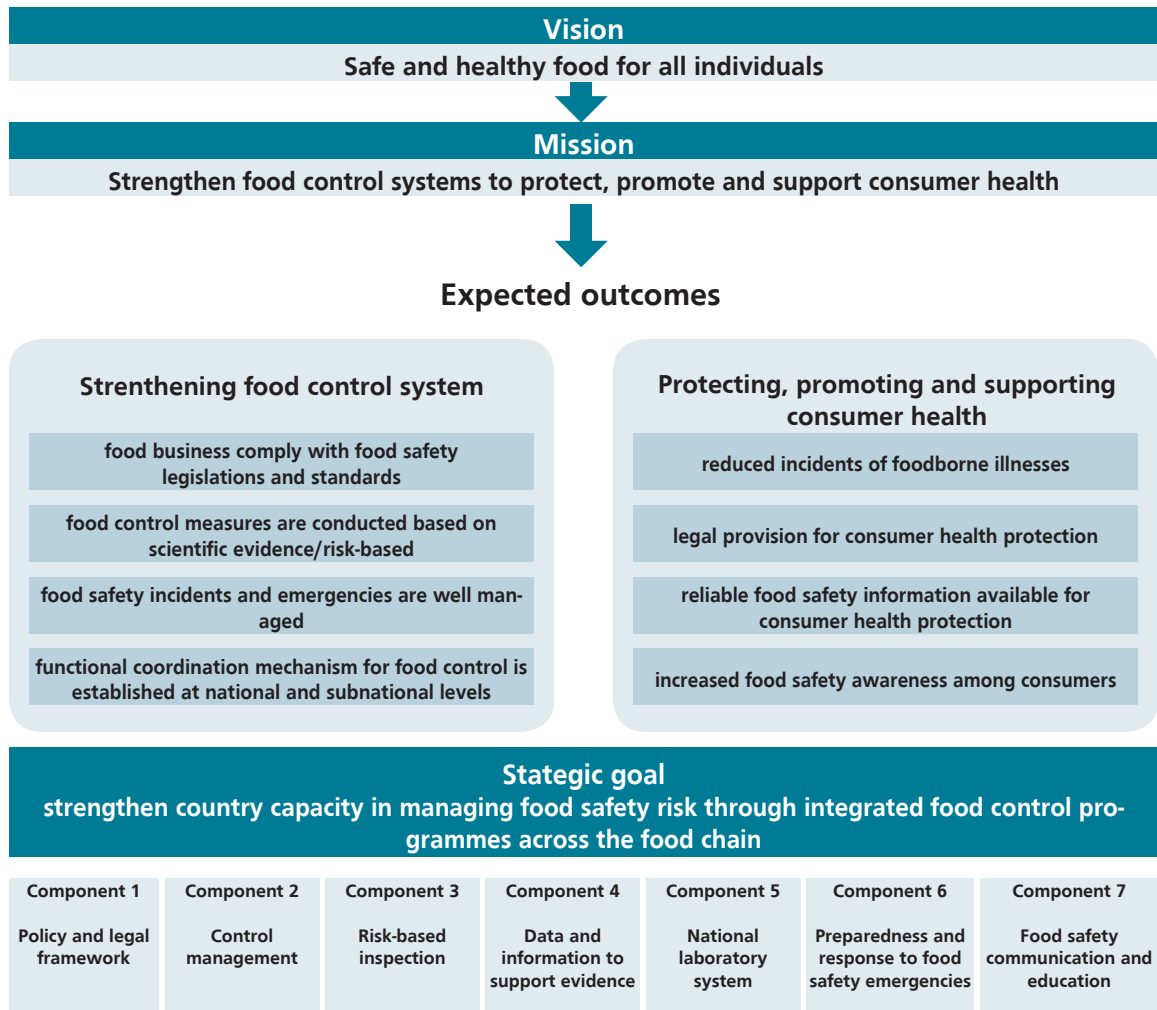 Vision
Safe and healthy food for all individuals
Mission
Strengthen food control systems to protect, promote and support consumer health
Expected outcomes
Strenthening food control system
food business comply with food safety
legislations and standards
food control measures are conducted based on
scientific evidence/risk-based
food safety incidents and emergencies are well man-
aged
functional coordination mechanism for food control is
established at national and subnational levels
Protecting, promoting and supporting
consumer health
reduced incidents of foodborne illnesses
legal provision for consumer health protection
reliable food safety information available for
consumer health protection
increased food safety awareness among consumers
Stategic goal
strengthen country capacity in managing food safety risk through integrated food control pro-
grammes across the food chain
Component 1
Policy and legal
framework
Component 2
Control
management
Component 3
Risk-based
inspection
Component 4
Data and
information to
support evidence
Component 5
National
laboratory
system
Component 6
Preparedness and
response to food
safety emergencies
Component 7
Food safety
communication and
education